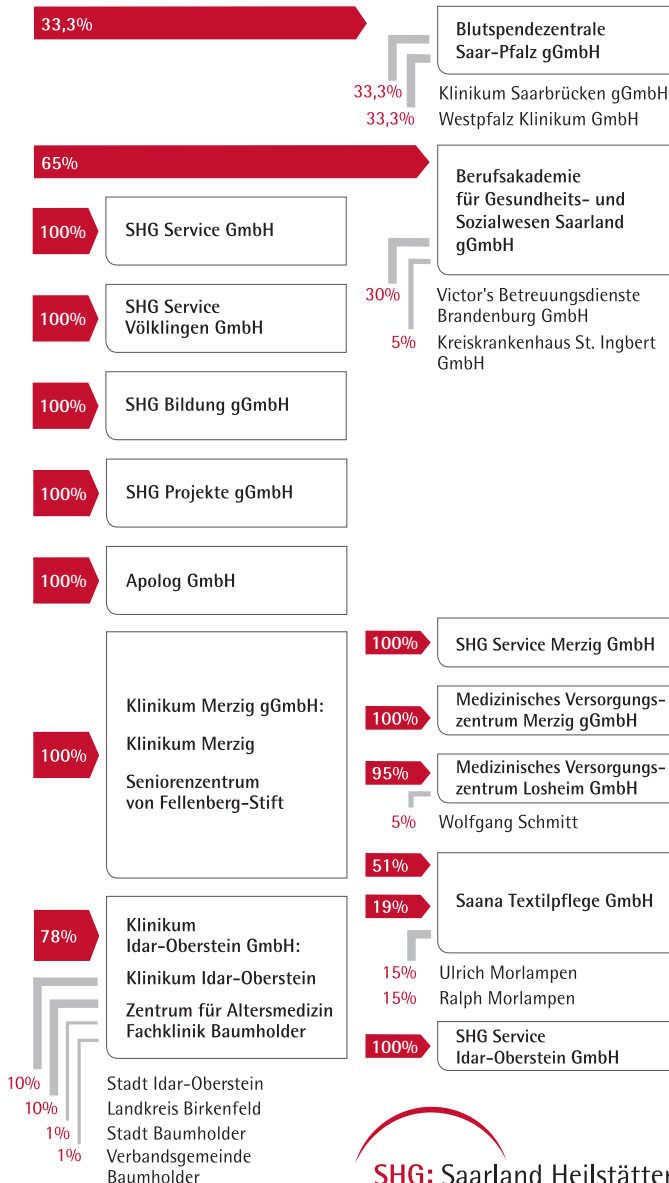 33,3%
Blutspendezentrale
Saar-Pfalz gGmbH
33,3% Klinikum Saarbrücken gGmbH
33,3% Westpfalz Klinikum GmbH
65%
Berufsakademie
für Gesundheits- und
Sozialwesen Saarland
gGmbH
30% Victor's Betreuungsdienste
Brandenburg GmbH
5% Kreiskrankenhaus St. Ingbert
GmbH
100% SHG Service GmbH
100% SHG Service
Völklingen GmbH
100% SHG Bildung gGmbH
100% SHG Projekte gGmbH
100% Apolog GmbH
100%
Klinikum Merzig gGmbH:
Klinikum Merzig
Seniorenzentrum
von Fellenberg-Stift
100% SHG Service Merzig GmbH
100% Medizinisches Versorgungs-
zentrum Merzig gGmbH
95% Medizinisches Versorgungs-
zentrum Losheim GmbH
5% Wolfgang Schmitt
51%
19%
Saana Textilpflege GmbH
15% Ulrich Morlampen
15% Ralph Morlampen
78%
Klinikum
Idar-Oberstein GmbH:
Klinikum Idar-Oberstein
Zentrum für Altersmedizin
Fachklinik Baumholder
100% SHG Service
Idar-Oberstein GmbH
10% Stadt Idar-Oberstein
10% Landkreis Birkenfeld
1% Stadt Baumholder
1% Verbandsgemeinde
Baumholder
SHG: Saarland Heilstätten